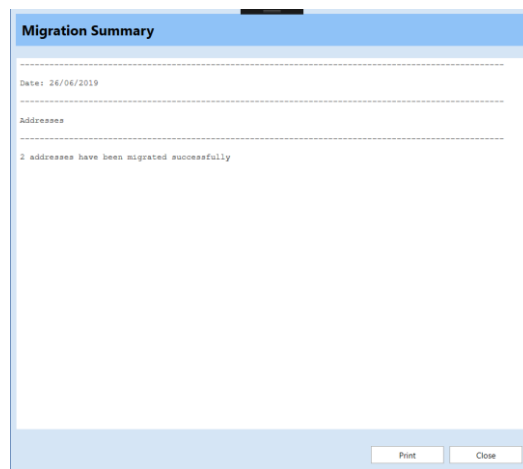 Migration Summary
--------------------------------------------------------------------------------
Date: 26/06/2019
--------------------------------------------------------------------------------
Addresses
--------------------------------------------------------------------------------
2 addresses have been migrated successfully
Print Close